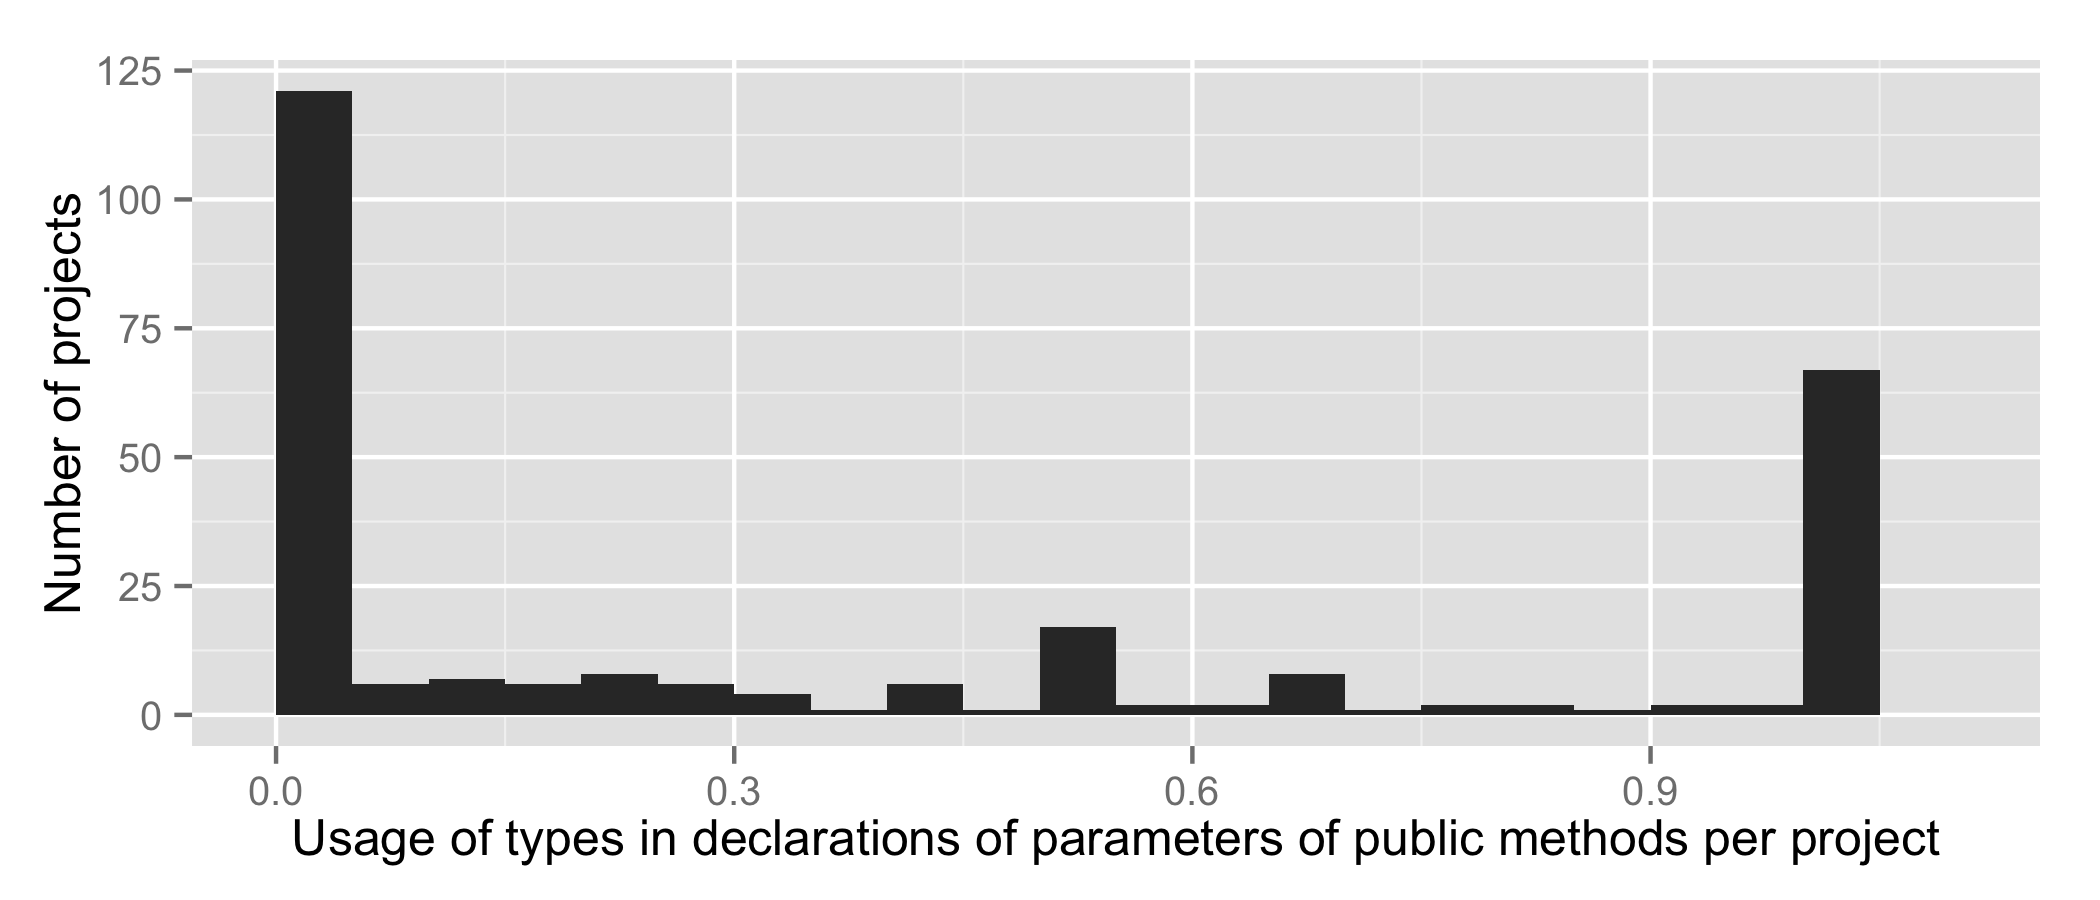 125
100
75
50
25
0
Number of projects
0.0 0.3 0.6 0.9
Usage of types in declarations of parameters of public methods per project